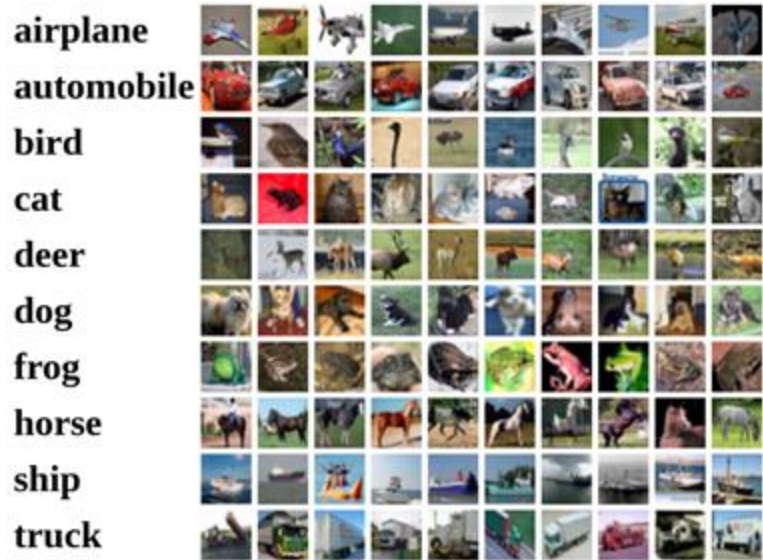 airplane
automobile
bird
cat
deer
dog
frog
horse
ship
truck